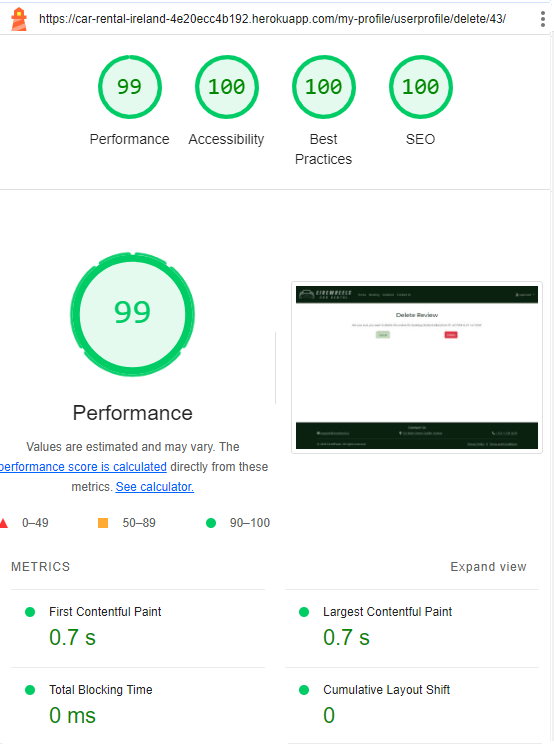 https://car-rental-ireland-4e20ecc4b192.herokuapp.com/my-profile/userprofile/delete/43/
99
100
100
100
Performance
Accessibility
Best
Practices
SEO
99
Performance
Values are estimated and may vary. The
performance score is calculated directly from these
metrics. See calculator.
0–49
50–89
90–100
Delete Review
METRICS
Expand view
First Contentful Paint
0.7 s
Largest Contentful Paint
0.7 s
Total Blocking Time
0 ms
Cumulative Layout Shift
0